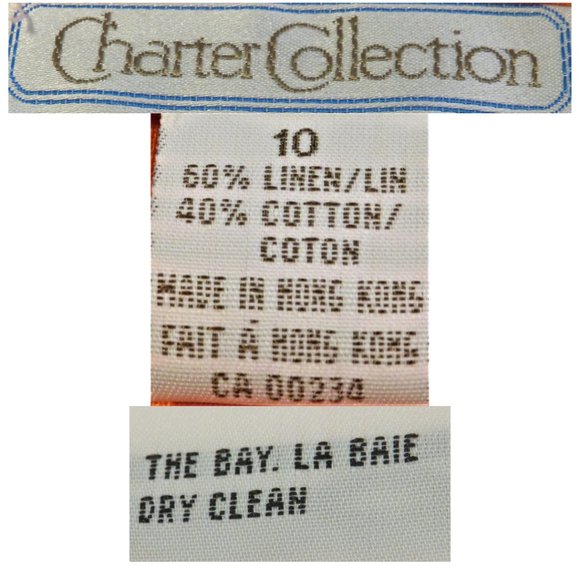 Charter Collection
10
60% LINEN/LIN
40% COTTON/
COTON
MADE IN HONG KONG
FAIT À HONG KONG
CA 00234
THE BAY. LA BAIE
DRY CLEAN